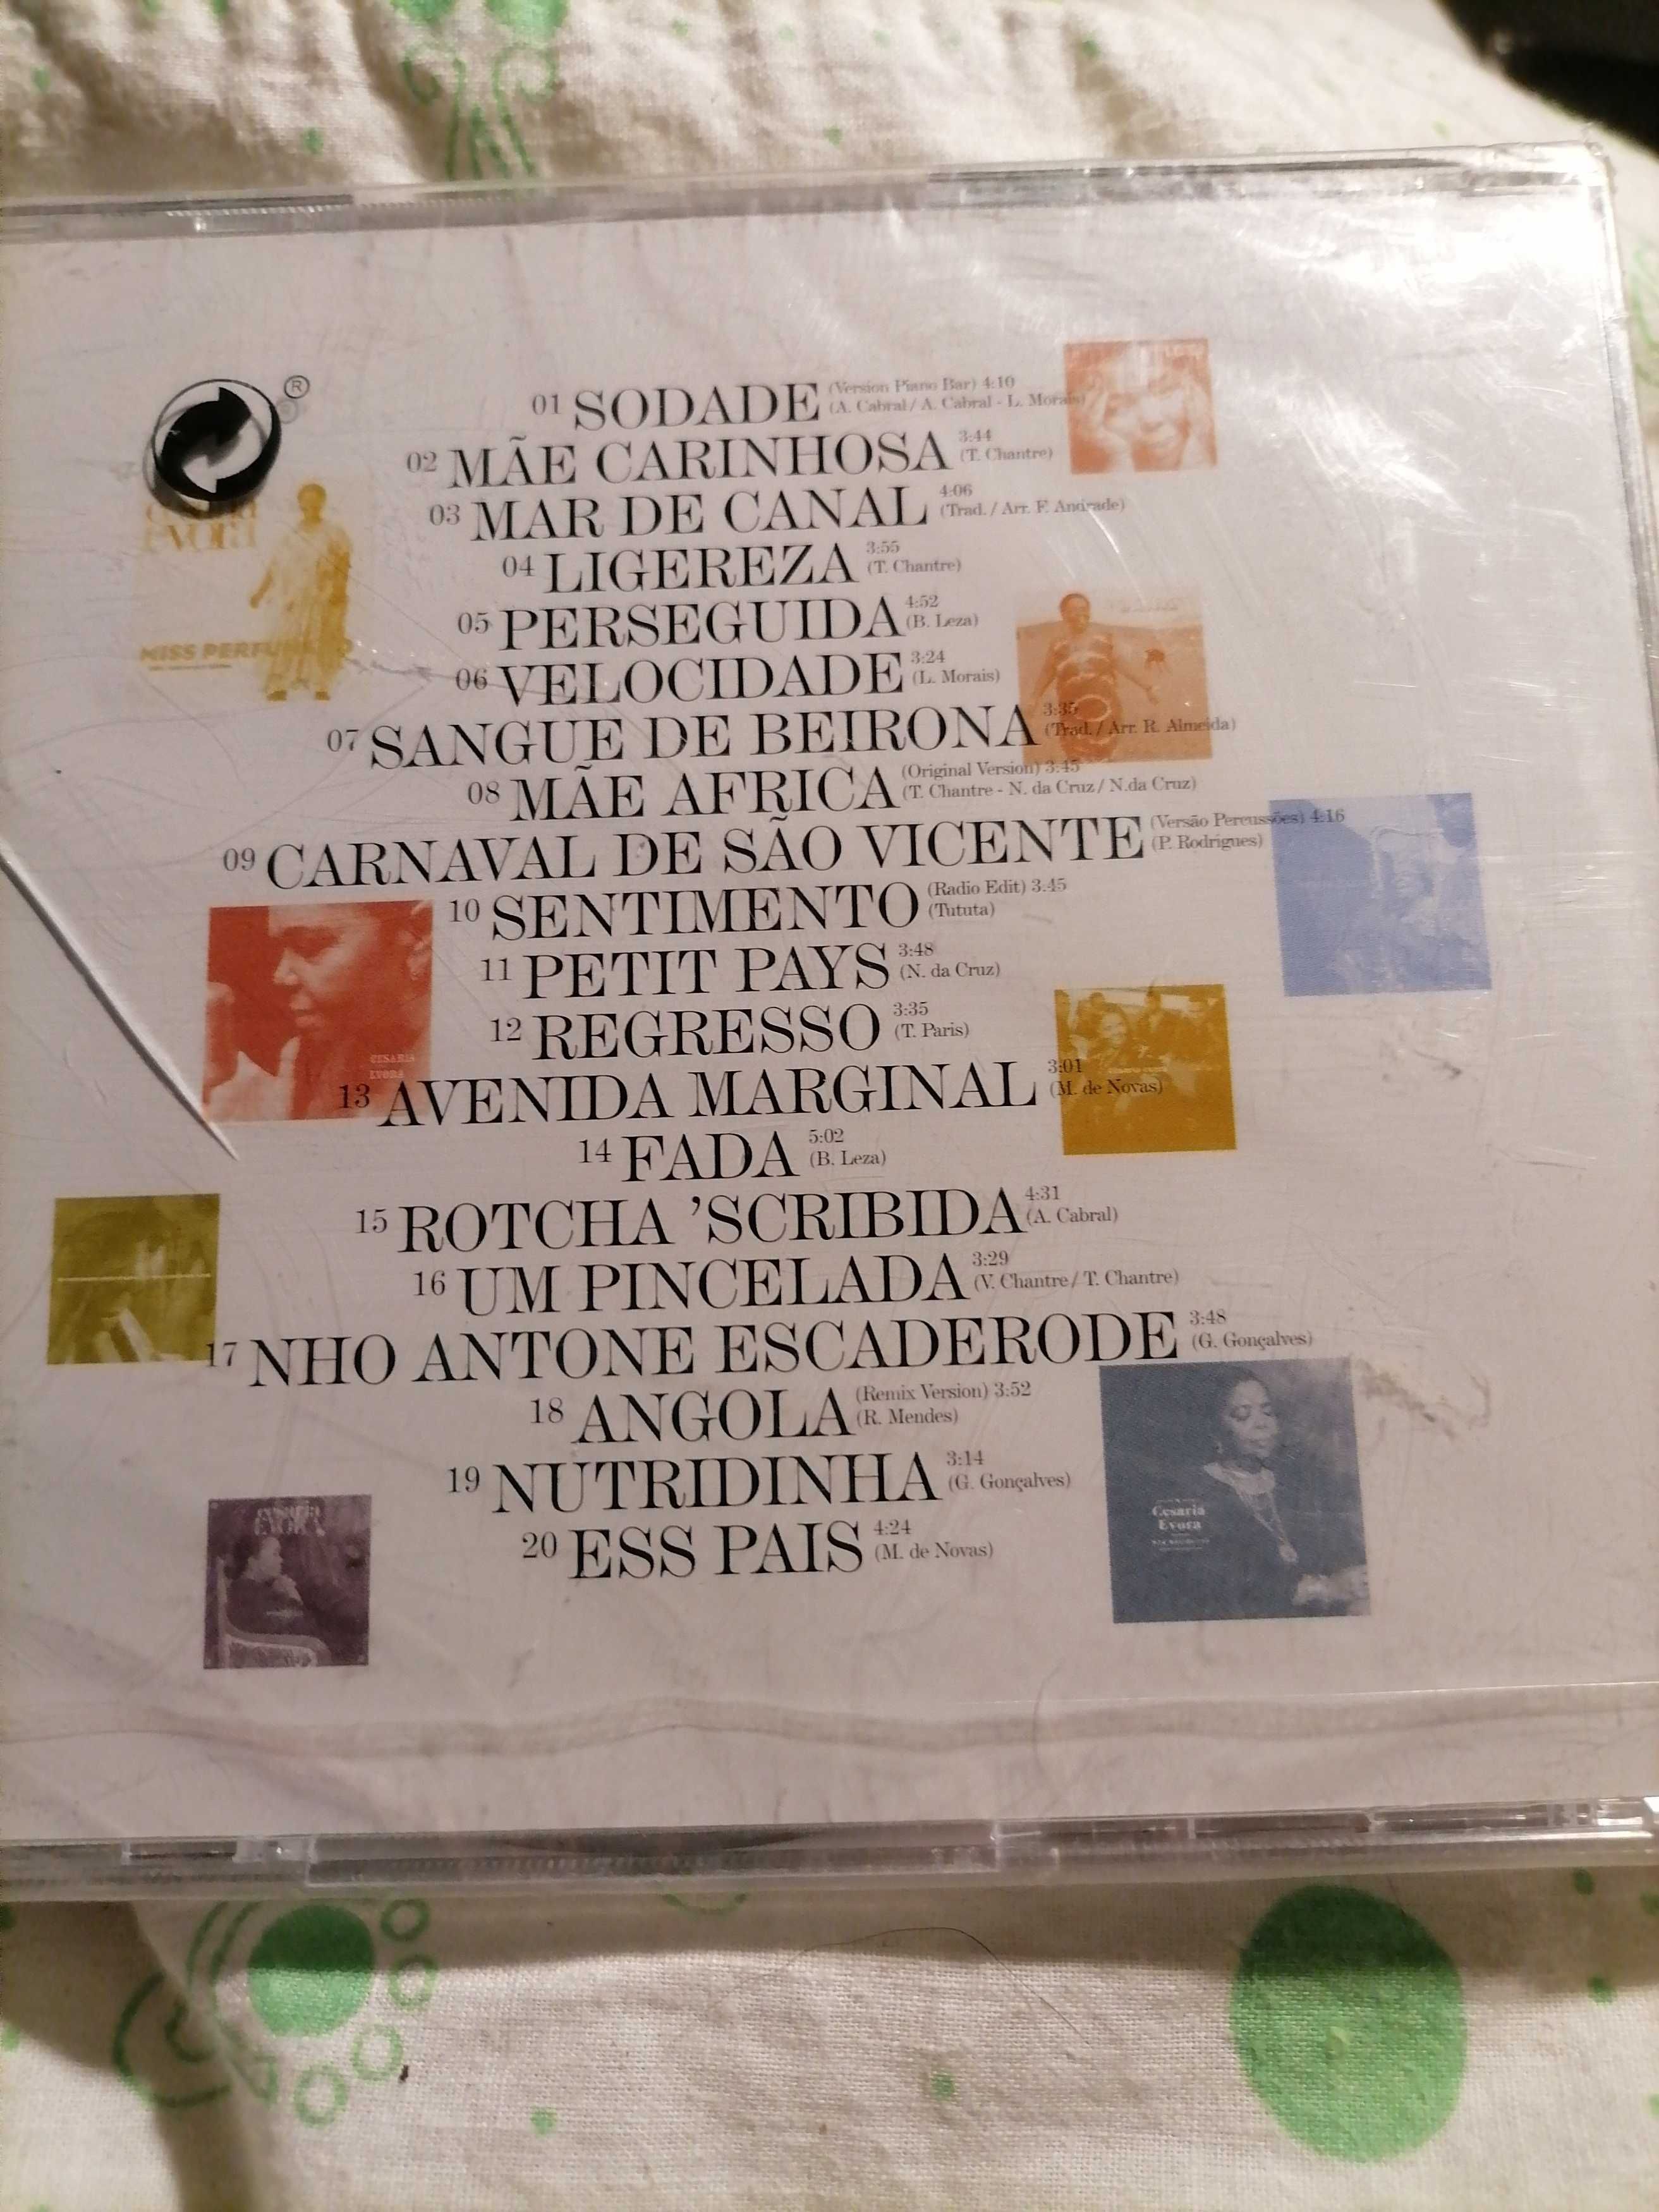 ®
01 SODADE (Version Piano Bar) 4:10
(A. Cabral / A. Cabral - L. Morais)
02 MÃE CARINHOSA 3:44
(T. Chantre)
03 MAR DE CANAL 4:06
(Trad. / Arr. F. Andrade)
04 LIGEREZA 3:55
(T. Chantre)
05 PERSEGUIDA 4:52
(B. Leza)
MISS PERFUMADO
06 VELOCIDADE 3:24
(L. Morais)
07 SANGUE DE BEIRONA 3:35
(Trad. / Arr. R. Almeida)
08 MÃE AFRICA (Original Version) 3:45
(T. Chantre - N. da Cruz / N.da Cruz)
09 CARNAVAL DE SÃO VICENTE (Versão Percussões) 4:16
(P. Rodrigues)
10 SENTIMENTO (Radio Edit) 3:45
(Tututa)
11 PETIT PAYS 3:48
(N. da Cruz)
12 REGRESSO 3:35
(T. Paris)
CESARIA
EVORA
13 AVENIDA MARGINAL 3:01
(M. de Novas)
14 FADA 5:02
(B. Leza)
15 ROTCHA 'SCRIBIDA 4:31
(A. Cabral)
16 UM PINCELADA 3:29
(V. Chantre / T. Chantre)
17 NHO ANTONE ESCADERODE 3:48
(G. Gonçalves)
18 ANGOLA (Remix Version) 3:52
(R. Mendes)
19 NUTRIDINHA 3:14
(G. Gonçalves)
20 ESS PAIS 4:24
(M. de Novas)
cesaria
EVORA
Cesaria
Evora